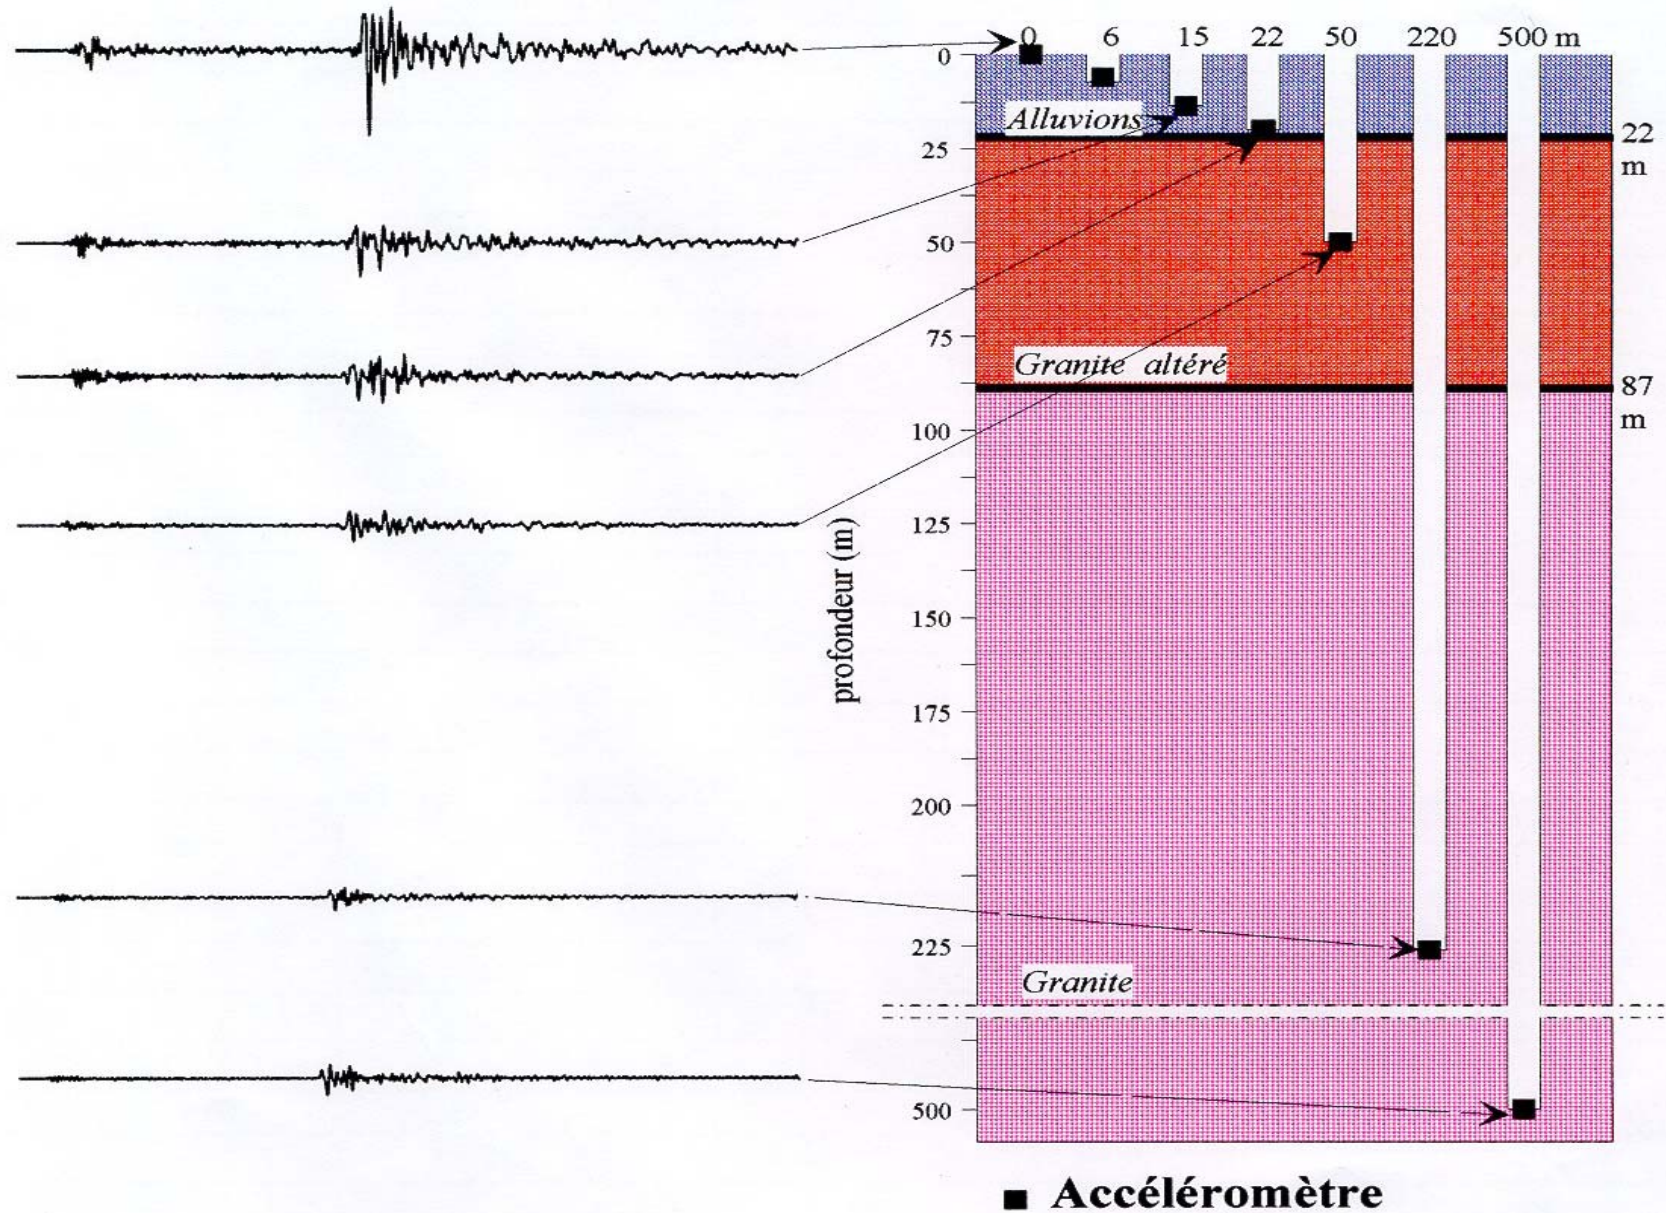 0 6 15 22 50 220 500 m
0
Alluvions
22 m
25
50
75
Granite altéré
87 m
100
profondeur (m)
125
150
175
200
225
Granite
500
Accéléromètre